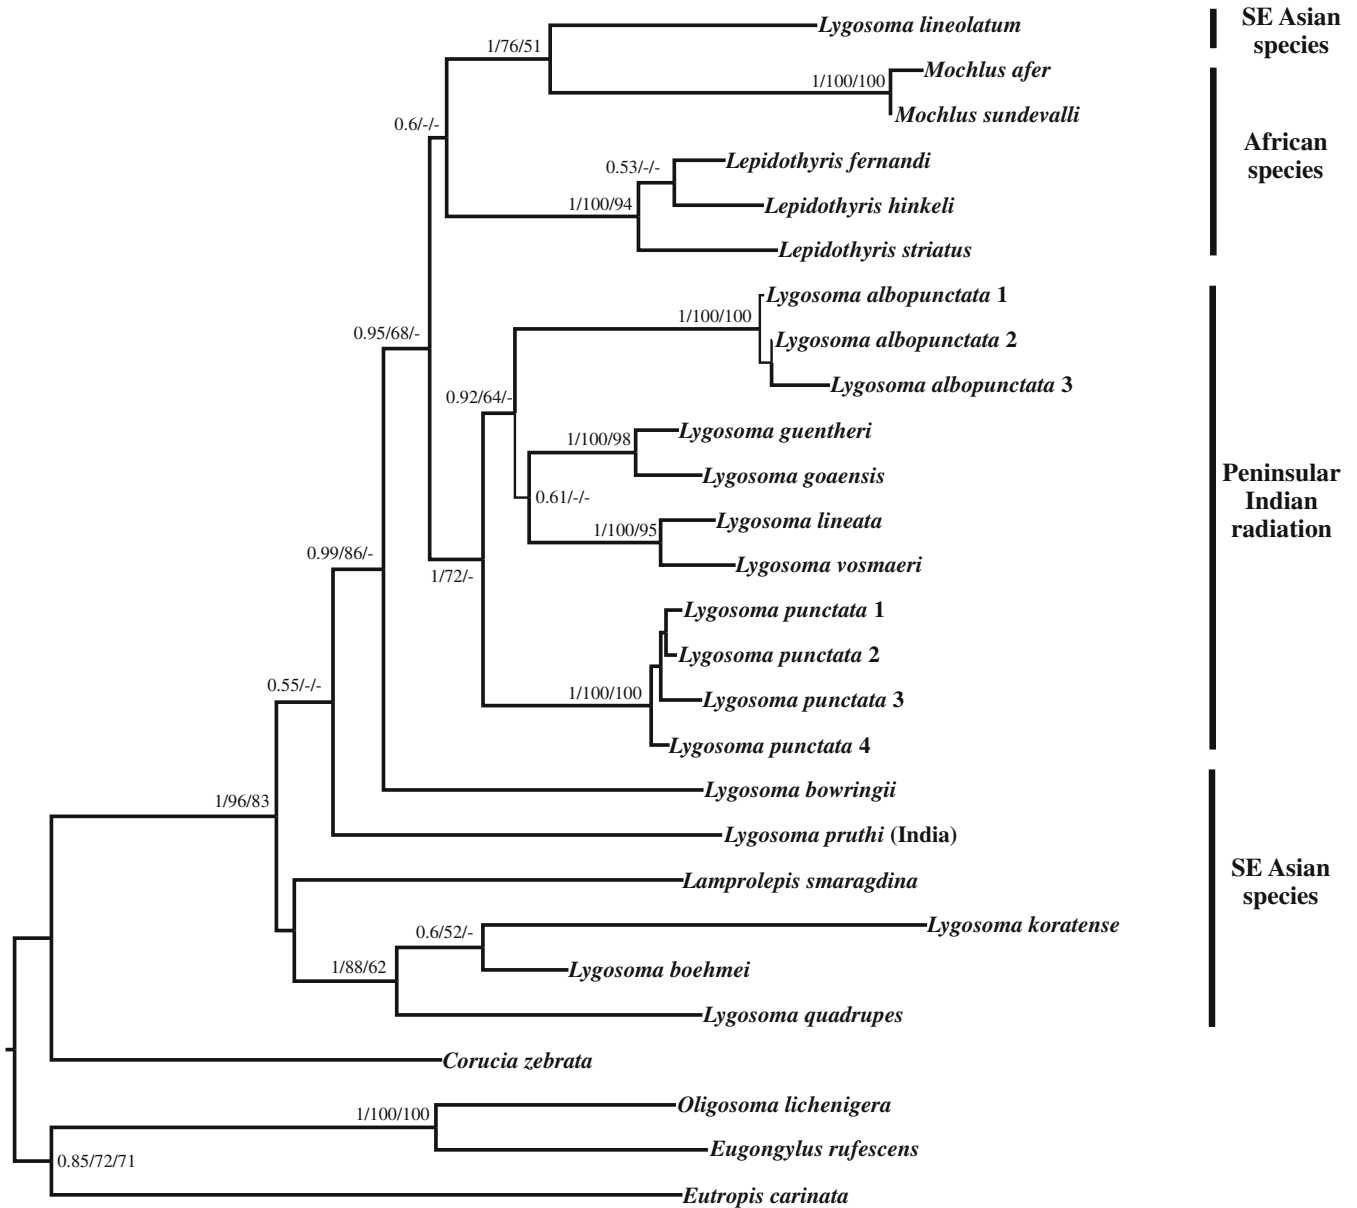 Lygosoma lineolatum
SE Asian
species
1/76/51
Mochlus afer
1/100/100
Mochlus sundevalli
0.6/-/-
African
species
Lepidothyris fernandi
0.53/-/-
Lepidothyris hinkeli
1/100/94
Lepidothyris striatus
Lygosoma albopunctata 1
1/100/100
0.95/68/-
Lygosoma albopunctata 2
Lygosoma albopunctata 3
0.92/64/-
Lygosoma guentheri
1/100/98
Lygosoma goaensis
Peninsular
Indian
radiation
0.61/-/-
Lygosoma lineata
1/100/95
0.99/86/-
Lygosoma vosmaeri
1/72/-
Lygosoma punctata 1
Lygosoma punctata 2
0.55/-/-
1/100/100
Lygosoma punctata 3
Lygosoma punctata 4
Lygosoma bowringii
1/96/83
Lygosoma pruthi (India)
SE Asian
species
Lamprolepis smaragdina
Lygosoma koratense
0.6/52/-
1/88/62
Lygosoma boehmei
Lygosoma quadrupes
Corucia zebrata
Oligosoma lichenigera
1/100/100
Eugongylus rufescens
0.85/72/71
Eutropis carinata